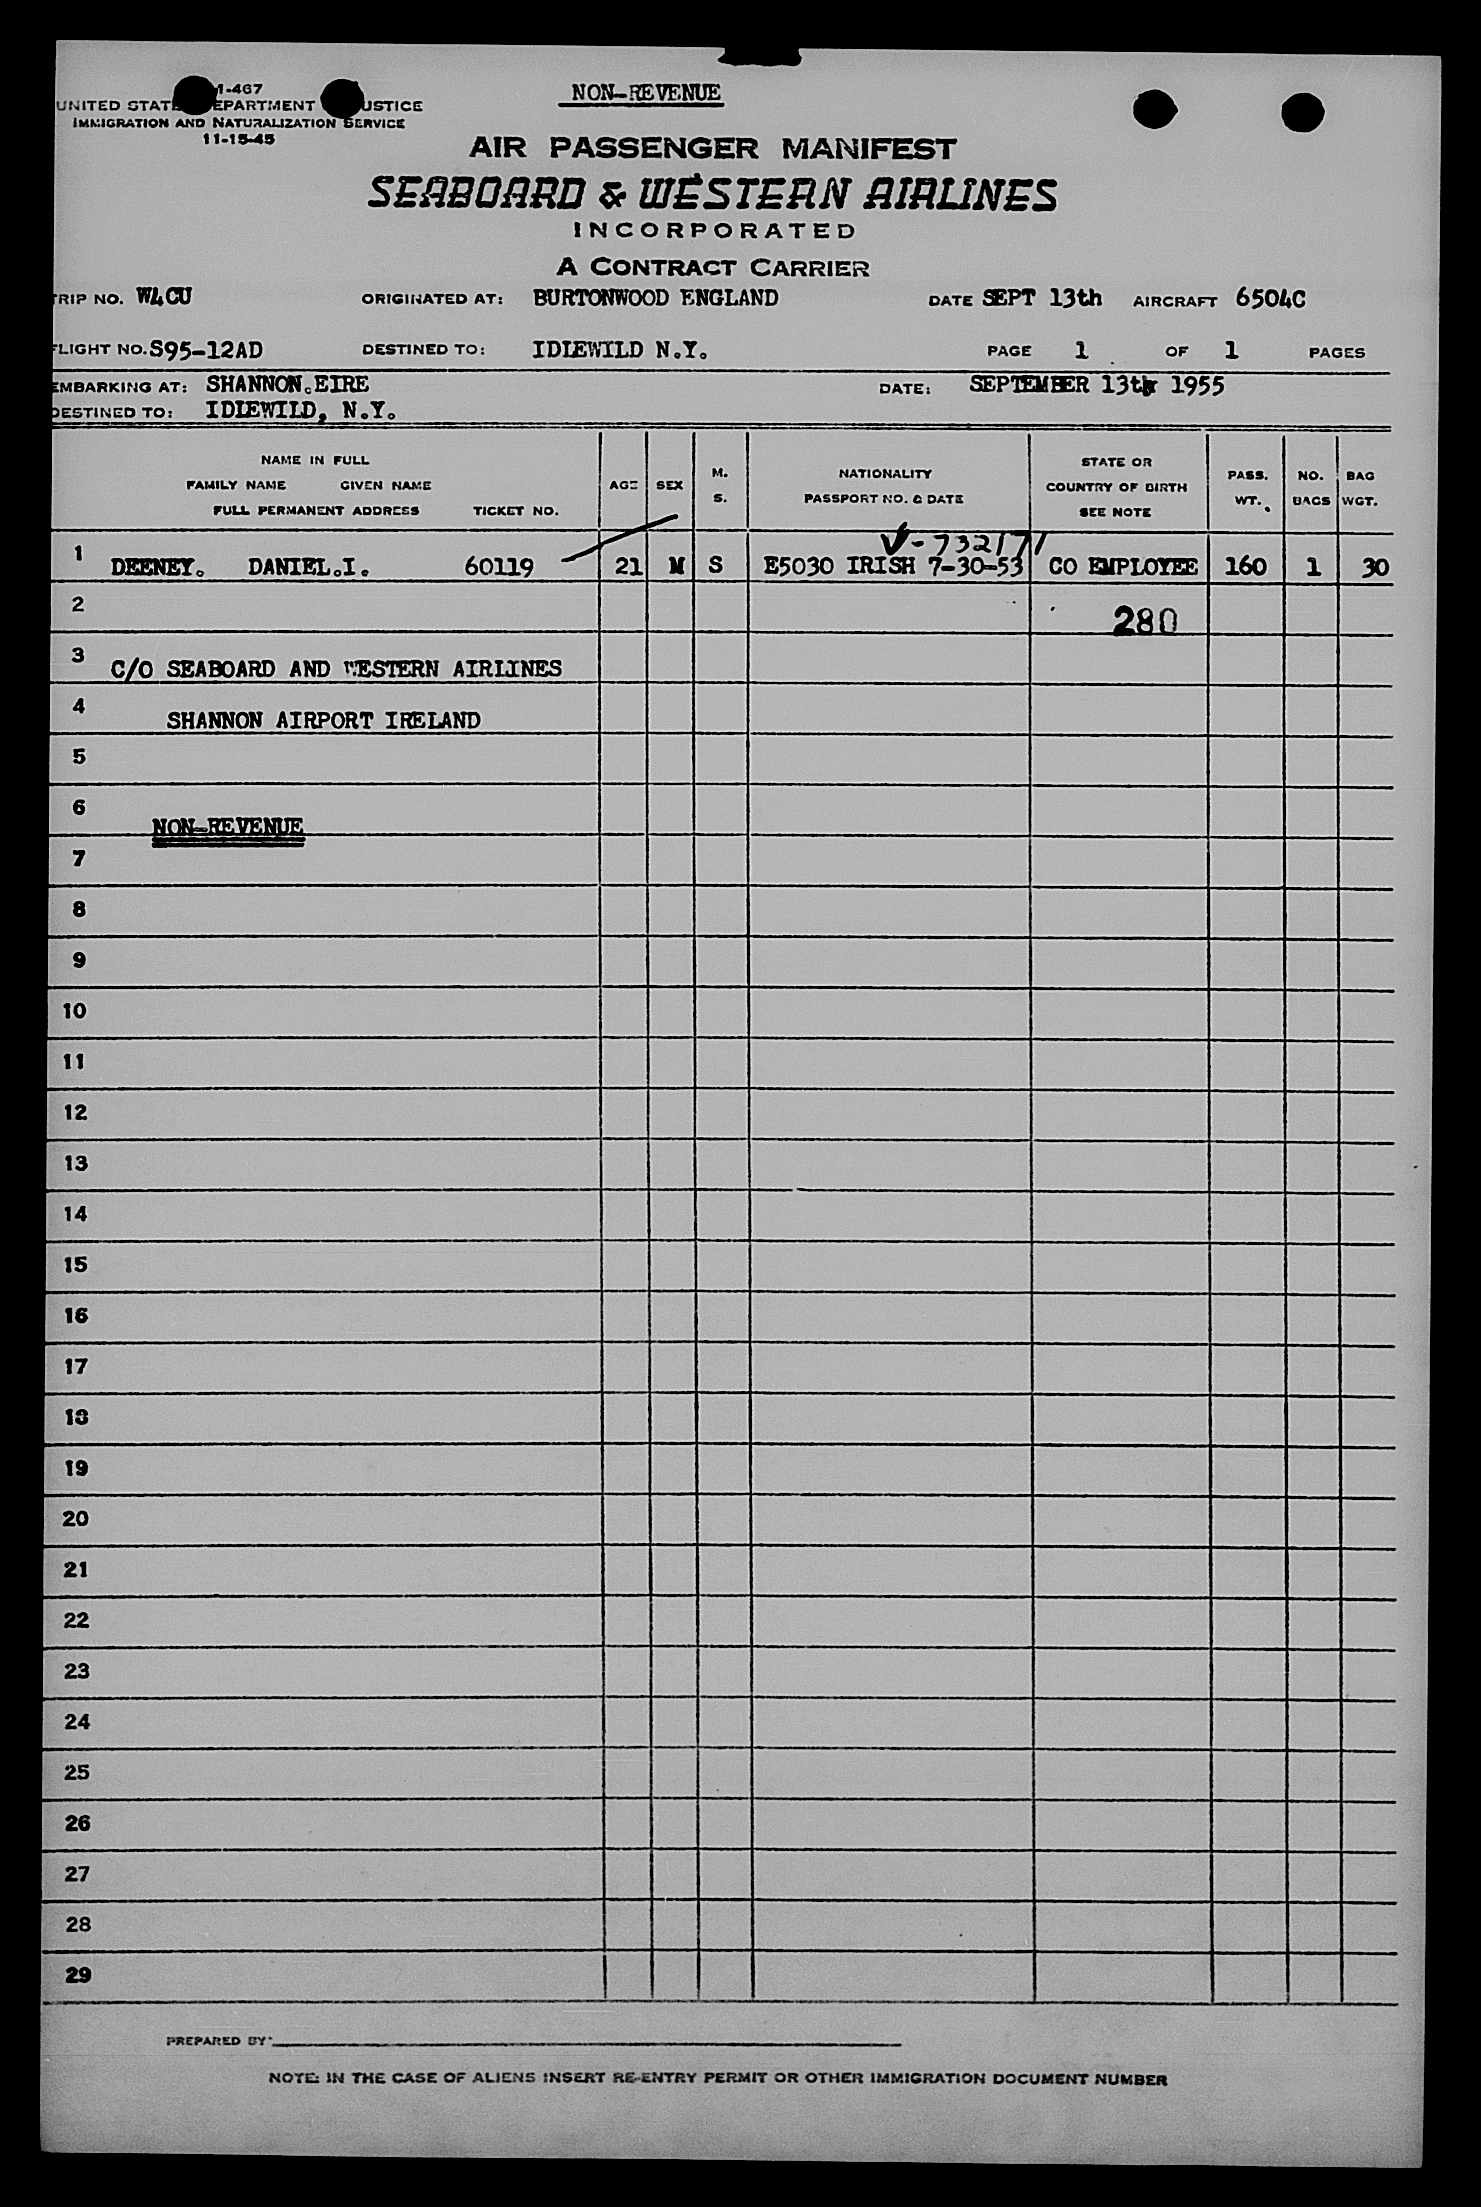 1-467
NON-REVENUE
UNITED STATES DEPARTMENT JUSTICE
IMMIGRATION AND NATURALIZATION SERVICE
11-15-45
AIR PASSENGER MANIFEST
SEABOARD & WESTERN AIRLINES
INCORPORATED
A CONTRACT CARRIER
TRIP NO. W4CU ORIGINATED AT: BURTONWOOD ENGLAND DATE SEPT 13th AIRCRAFT 6504C
FLIGHT NO. S95-12AD DESTINED TO: IDIEWILD N.Y. PAGE 1 OF 1 PAGES
EMBARKING AT: SHANNON.EIRE DATE: SEPTEMBER 13th 1955
DESTINED TO: IDIEWILD, N.Y.
NAME IN FULL
FAMILY NAME GIVEN NAME
FULL PERMANENT ADDRESS TICKET NO.
AGE
SEX
M.
S.
NATIONALITY
PASSPORT NO. & DATE
STATE OR
COUNTRY OF BIRTH
SEE NOTE
PASS.
WT.
NO.
BAGS
BAG
WGT.
V-732171
1 DEENEY. DANIEL.I. 60119 21 M S E5030 IRISH 7-30-53 CO EMPLOYEE 160 1 30
2 280
3 C/O SEABOARD AND WESTERN AIRLINES
4 SHANNON AIRPORT IRELAND
5
6 NON-REVENUE
7
8
9
10
11
12
13
14
15
16
17
18
19
20
21
22
23
24
25
26
27
28
29
PREPARED BY
NOTE: IN THE CASE OF ALIENS INSERT RE-ENTRY PERMIT OR OTHER IMMIGRATION DOCUMENT NUMBER